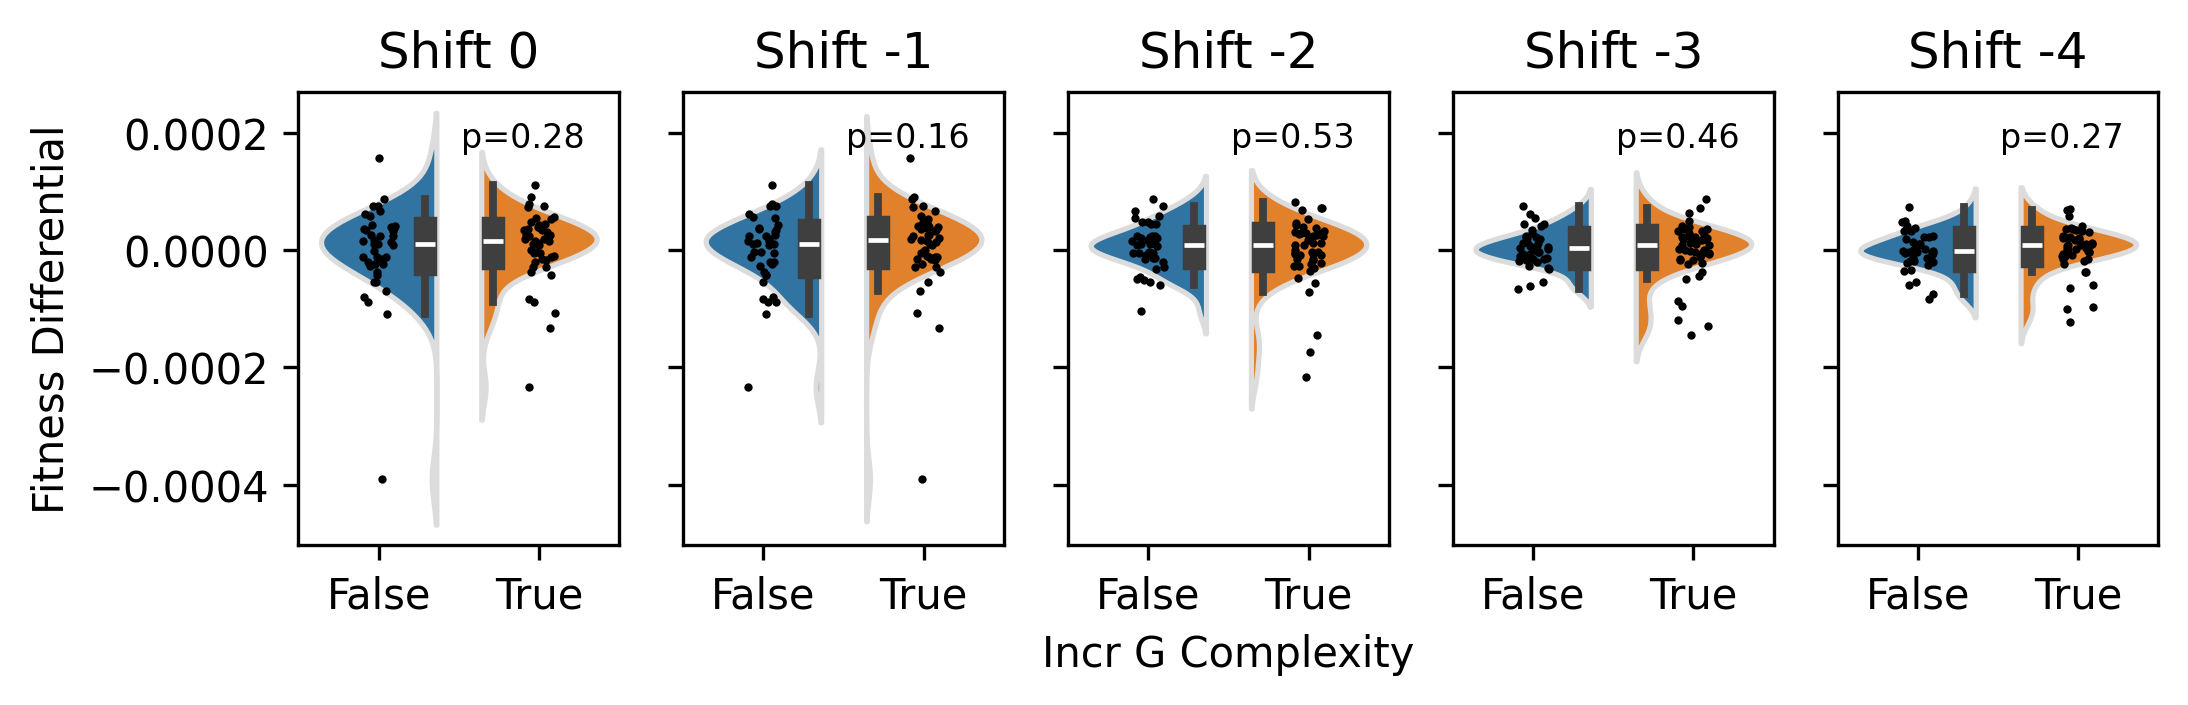 Shift 0
Shift -1
Shift -2
Shift -3
Shift -4
Fitness Differential
0.0002
0.0000
−0.0002
−0.0004
p=0.28
p=0.16
p=0.53
p=0.46
p=0.27
False
True
False
True
False
True
False
True
False
True
Incr G Complexity